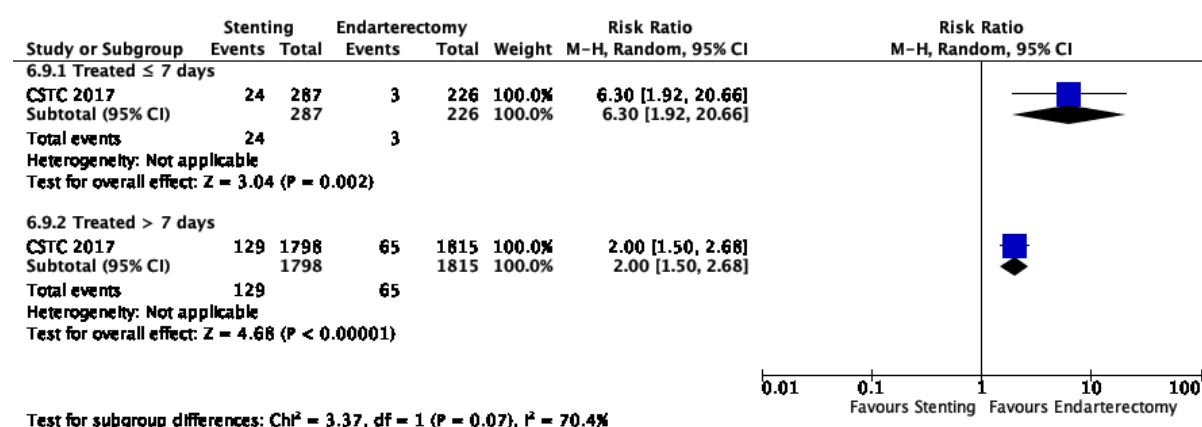 Stenting Endarterectomy Risk Ratio Risk Ratio
Study or Subgroup Events Total Events Total Weight M-H, Random, 95% CI M-H, Random, 95% CI
6.9.1 Treated ≤ 7 days
CSTC 2017 24 287 3 226 100.0% 6.30 [1.92, 20.66]
Subtotal (95% CI) 287 226 100.0% 6.30 [1.92, 20.66]
Total events 24 3
Heterogeneity: Not applicable
Test for overall effect: Z = 3.04 (P = 0.002)
6.9.2 Treated > 7 days
CSTC 2017 129 1798 65 1815 100.0% 2.00 [1.50, 2.68]
Subtotal (95% CI) 1798 1815 100.0% 2.00 [1.50, 2.68]
Total events 129 65
Heterogeneity: Not applicable
Test for overall effect: Z = 4.68 (P < 0.00001)
0.01 0.1 1 10 100
Favours Stenting Favours Endarterectomy
Test for subgroup differences: Chi² = 3.37, df = 1 (P = 0.07), I² = 70.4%